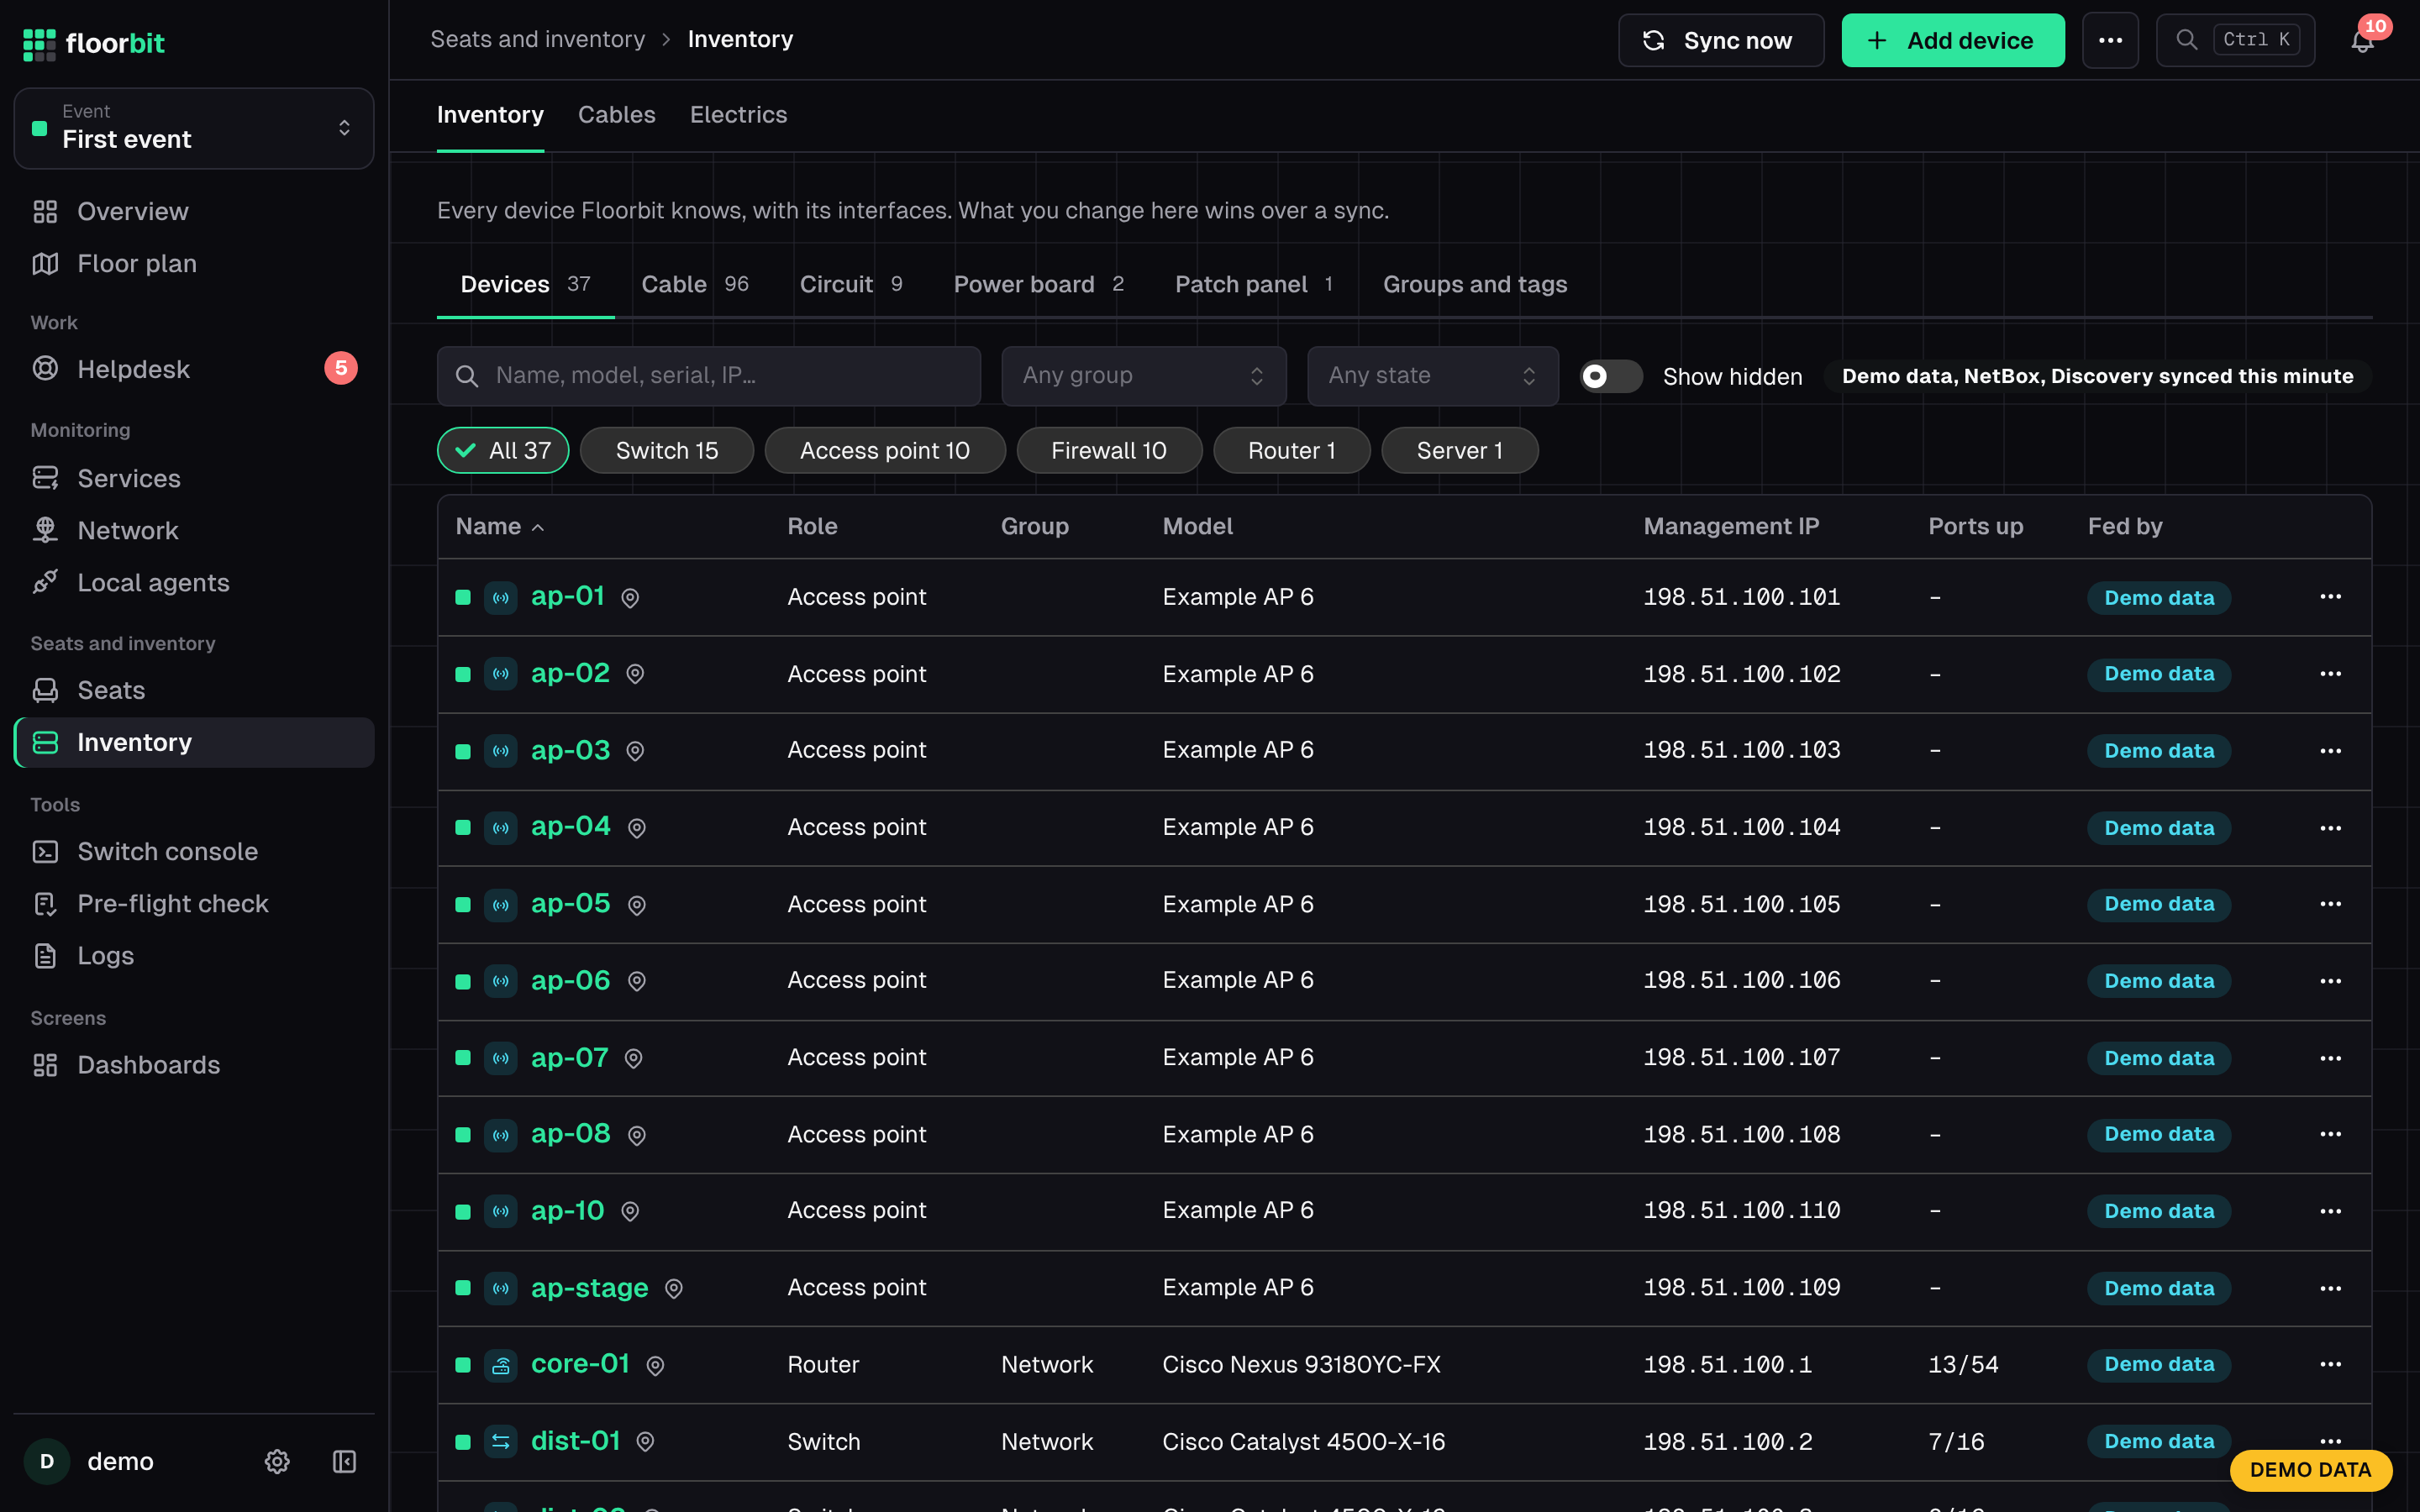 floorbit
Seats and inventory > Inventory
Sync now
Add device
Ctrl K
10
Event
First event
Overview
Floor plan
Work
Helpdesk 5
Monitoring
Services
Network
Local agents
Seats and inventory
Seats
Inventory
Tools
Switch console
Pre-flight check
Logs
Screens
Dashboards
D demo
Inventory Cables Electrics
Every device Floorbit knows, with its interfaces. What you change here wins over a sync.
Devices 37 Cable 96 Circuit 9 Power board 2 Patch panel 1 Groups and tags
Name, model, serial, IP... Any group Any state Show hidden Demo data, NetBox, Discovery synced this minute
All 37 Switch 15 Access point 10 Firewall 10 Router 1 Server 1
Name Role Group Model Management IP Ports up Fed by
ap-01 Access point Example AP 6 198.51.100.101 – Demo data
ap-02 Access point Example AP 6 198.51.100.102 – Demo data
ap-03 Access point Example AP 6 198.51.100.103 – Demo data
ap-04 Access point Example AP 6 198.51.100.104 – Demo data
ap-05 Access point Example AP 6 198.51.100.105 – Demo data
ap-06 Access point Example AP 6 198.51.100.106 – Demo data
ap-07 Access point Example AP 6 198.51.100.107 – Demo data
ap-08 Access point Example AP 6 198.51.100.108 – Demo data
ap-10 Access point Example AP 6 198.51.100.110 – Demo data
ap-stage Access point Example AP 6 198.51.100.109 – Demo data
core-01 Router Network Cisco Nexus 93180YC-FX 198.51.100.1 13/54 Demo data
dist-01 Switch Network Cisco Catalyst 4500-X-16 198.51.100.2 7/16 Demo data
DEMO DATA